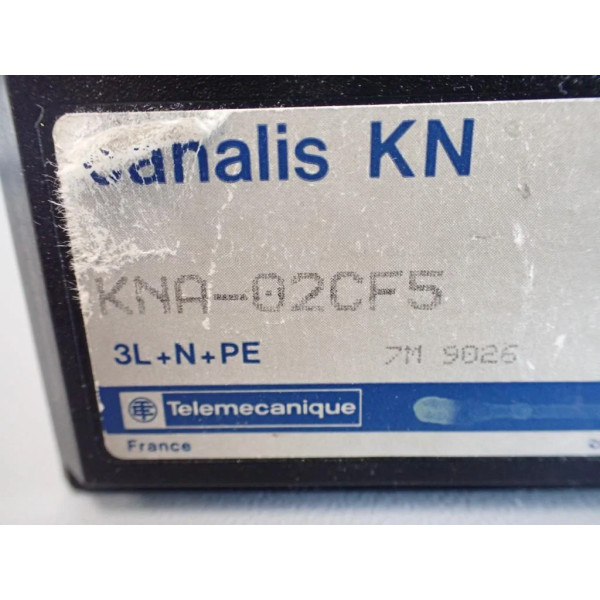 canalis KN
KNA-02CF5
3L+N+PE 7M 9026
Telemecanique
France